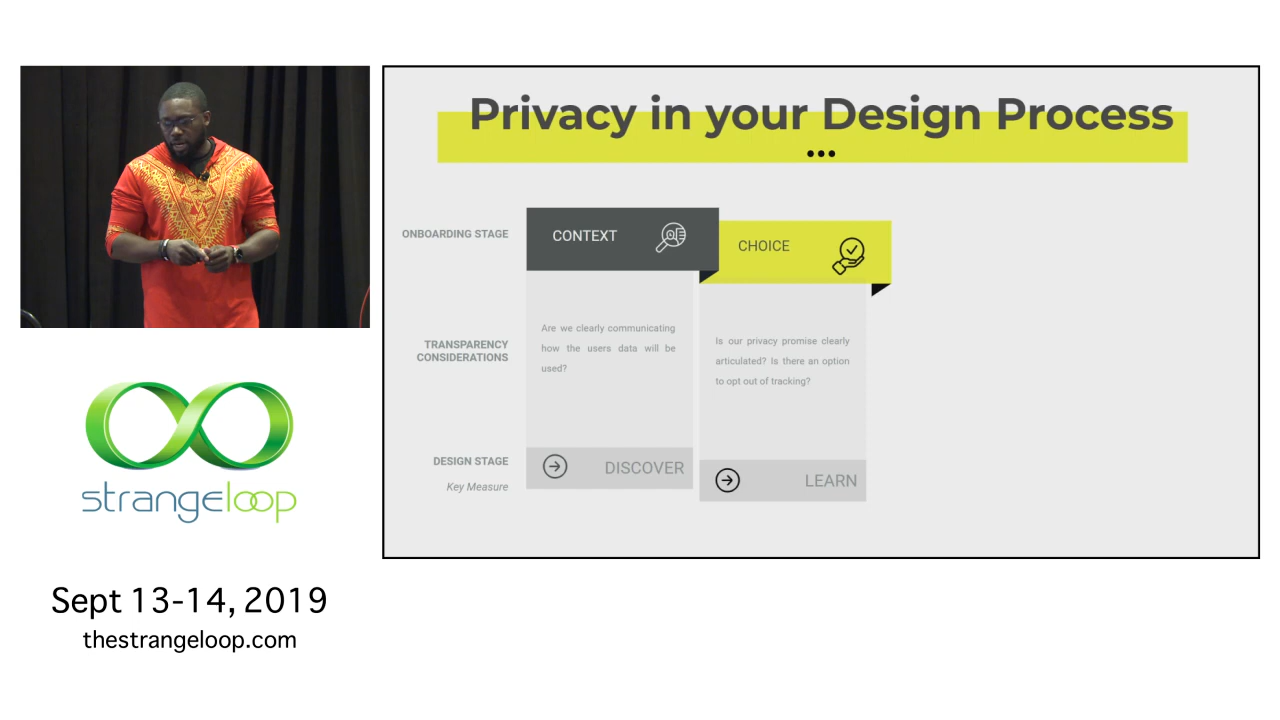 Privacy in your Design Process
ONBOARDING STAGE
CONTEXT
CHOICE
TRANSPARENCY
CONSIDERATIONS
Are we clearly communicating
how the users data will be
used?
Is our privacy promise clearly
articulated? Is there an option
to opt out of tracking?
DESIGN STAGE
Key Measure
DISCOVER
LEARN
strangeloop
Sept 13-14, 2019
thestrangeloop.com